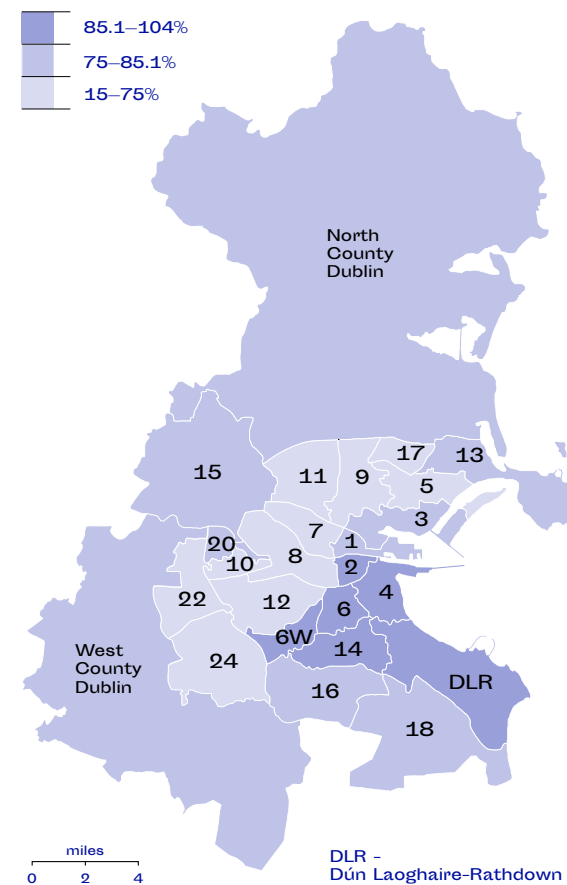 85.1–104%
75–85.1%
15–75%
North
County
Dublin
15
11
9
17
13
5
3
7
1
20
10
8
2
22
12
6
4
6W
14
24
West
County
Dublin
16
DLR
18
miles
0 2 4
DLR –
Dún Laoghaire-Rathdown